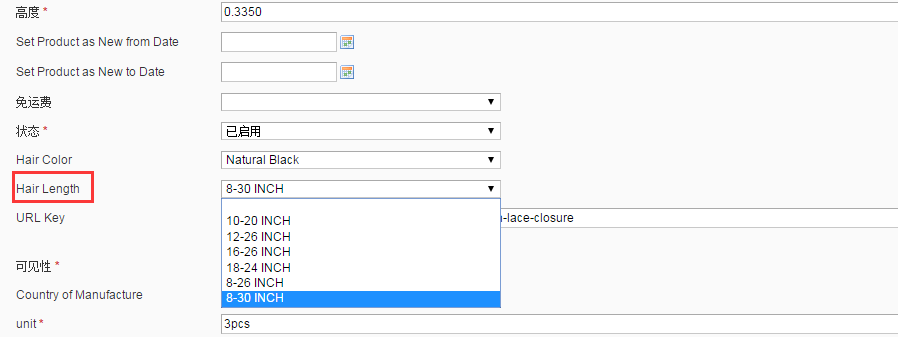 高度 * 0.3350
Set Product as New from Date
Set Product as New to Date
免运费
状态 * 已启用
Hair Color Natural Black
Hair Length 8-30 INCH
URL Key -lace-closure
10-20 INCH
12-26 INCH
16-26 INCH
18-24 INCH
8-26 INCH
8-30 INCH
可见性 *
Country of Manufacture
unit * 3pcs